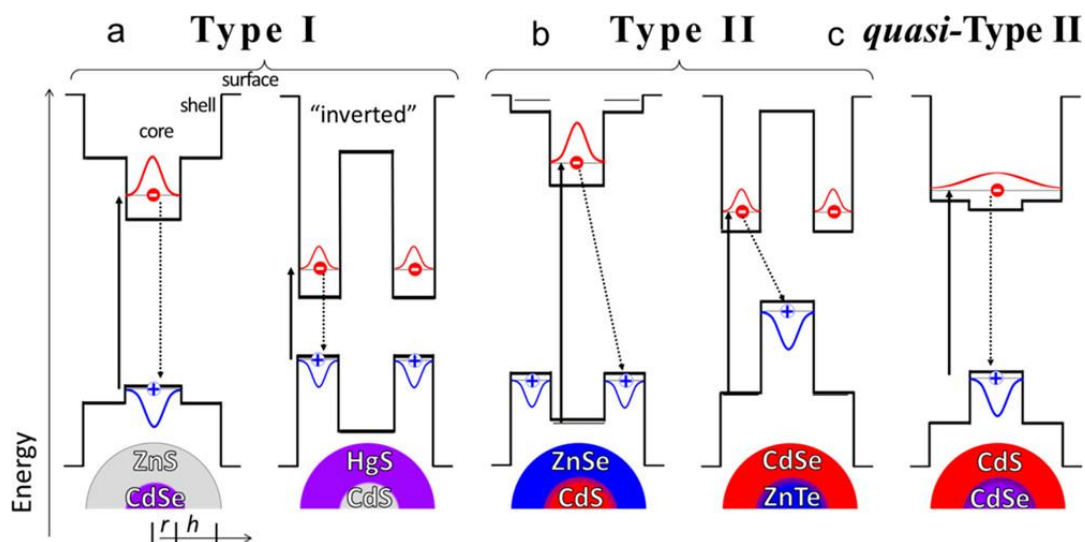 a Type I
b Type II
c quasi-Type II
surface
shell
core
"inverted"
Energy
ZnS
CdSe
HgS
CdS
ZnSe
CdS
CdSe
ZnTe
CdS
CdSe
r h